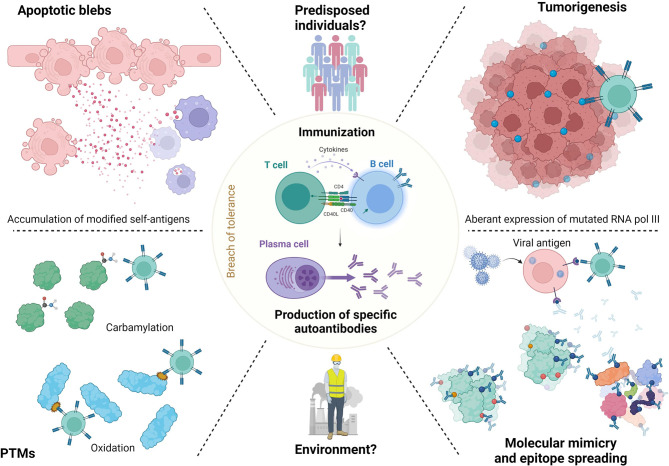 Apoptotic blebs
Predisposed
individuals?
Tumorigenesis
Immunization
Cytokines
T cell
B cell
CD4
CD40L
CD40
Breach of tolerance
Plasma cell
Production of specific
autoantibodies
Accumulation of modified self-antigens
Aberant expression of mutated RNA pol III
Viral antigen
Carbamylation
Oxidation
PTMs
Environment?
Molecular mimicry
and epitope spreading